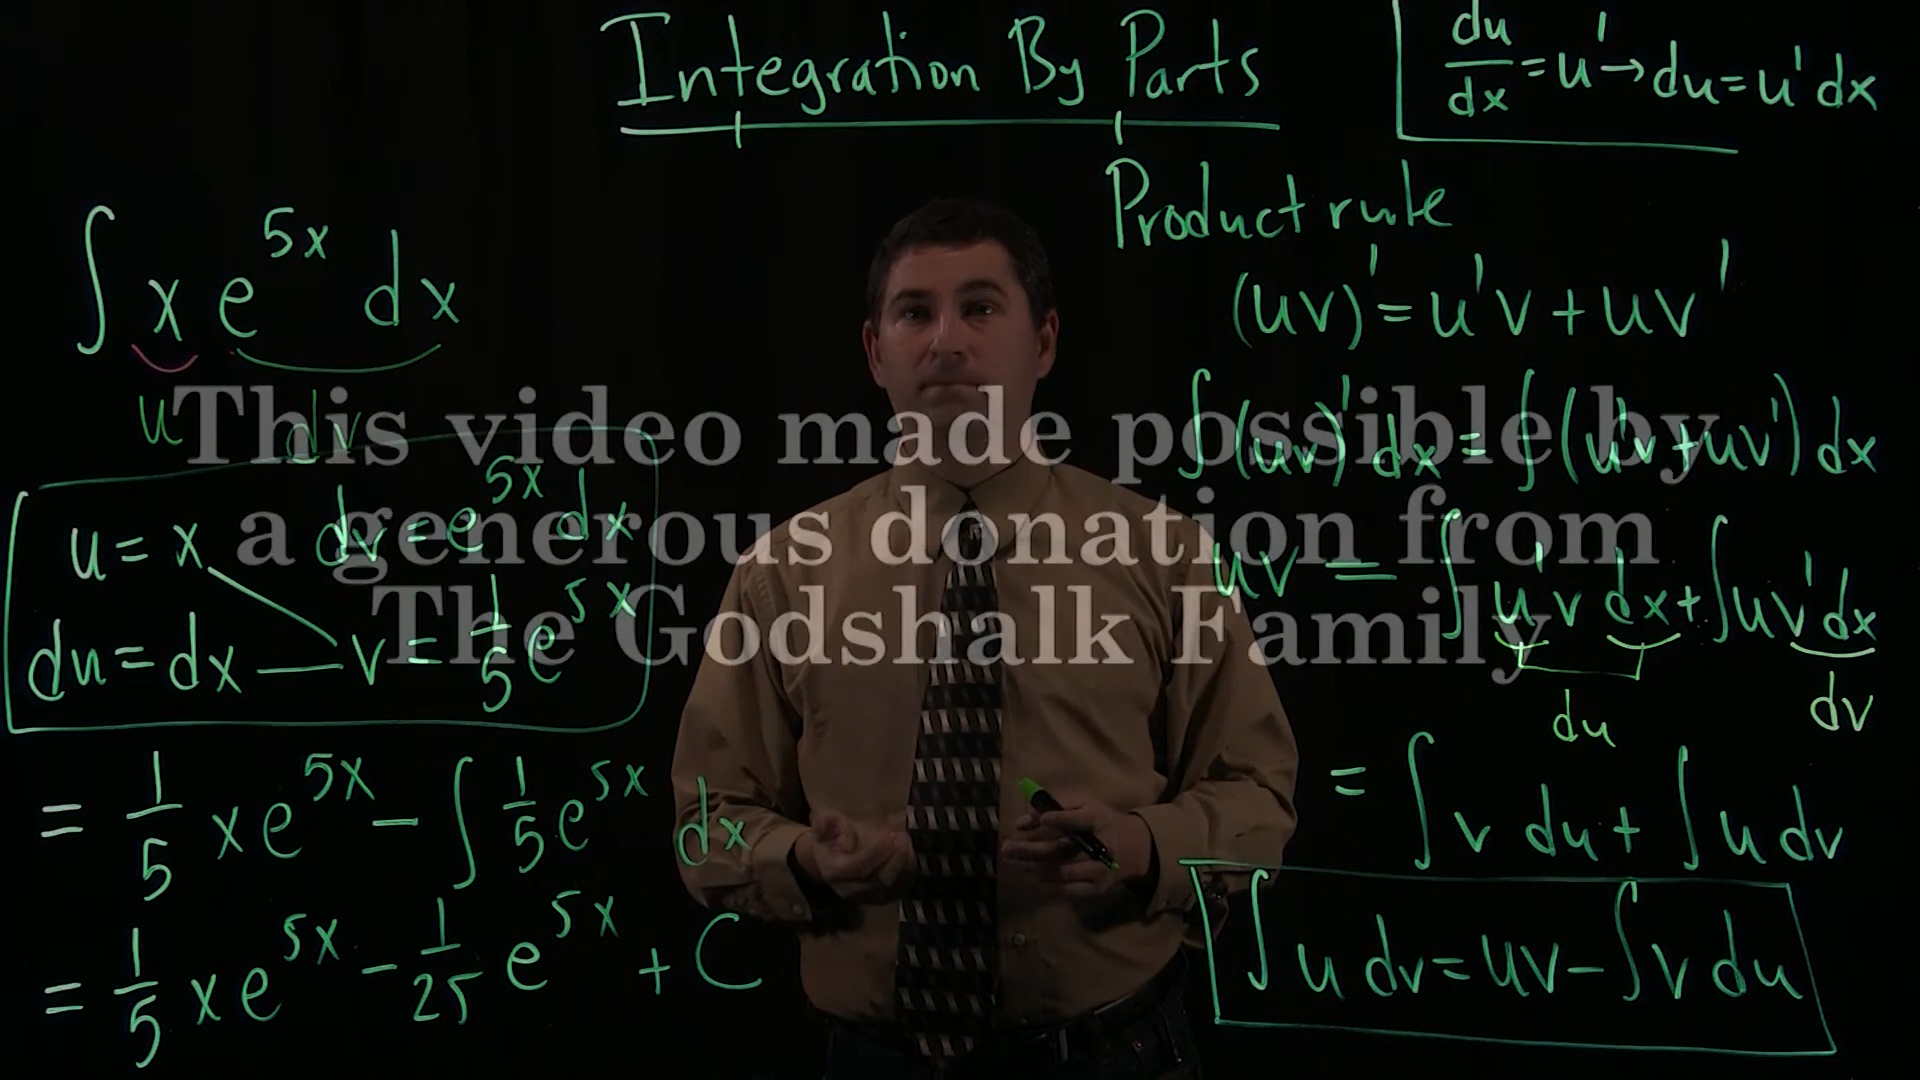 Integration By Parts
du/dx = u' → du = u' dx
Product rule
(uv)' = u'v + uv'
∫ (uv)' dx = ∫ (u'v + uv') dx
uv = ∫ u'v dx + ∫ uv' dx
du
dv
= ∫ v du + ∫ u dv
∫ u dv = uv - ∫ v du
∫ x e^5x dx
u dv
u = x dv = e^5x dx
du = dx v = 1/5 e^5x
= 1/5 x e^5x - ∫ 1/5 e^5x dx
= 1/5 x e^5x - 1/25 e^5x + C
This video made possible by
a generous donation from
The Godshalk Family